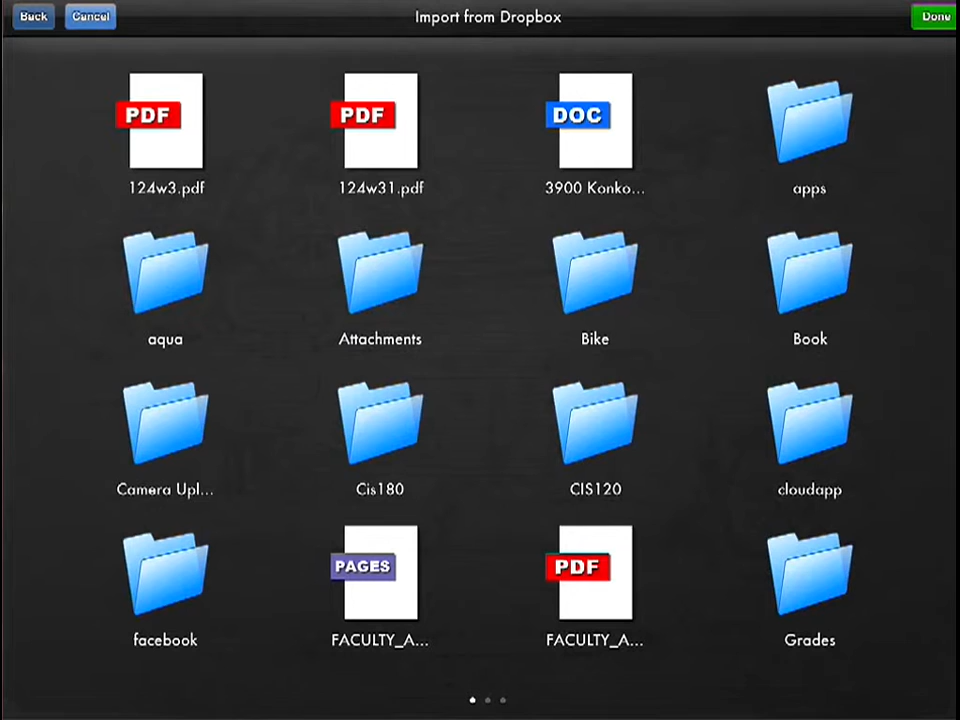 Back Cancel Import from Dropbox Done
PDF PDF DOC
124w3.pdf 124w31.pdf 3900 Konko... apps
aqua Attachments Bike Book
Camera Upl... Cis180 CIS120 cloudapp
PAGES PDF
facebook FACULTY_A... FACULTY_A... Grades